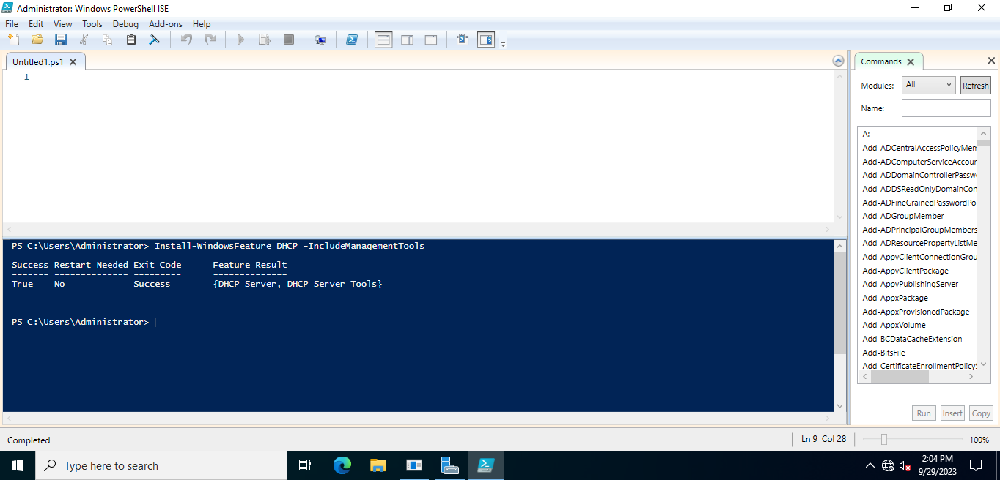 Administrator: Windows PowerShell ISE
File Edit View Tools Debug Add-ons Help
Untitled1.ps1
1
PS C:\Users\Administrator> Install-WindowsFeature DHCP -IncludeManagementTools
Success Restart Needed Exit Code      Feature Result
------- -------------- ---------      --------------
True    No             Success        {DHCP Server, DHCP Server Tools}
PS C:\Users\Administrator>
Commands
Modules: All Refresh
Name:
A:
Add-ADCentralAccessPolicyMem
Add-ADComputerServiceAccoun
Add-ADDomainControllerPasswo
Add-ADDSReadOnlyDomainCon
Add-ADFineGrainedPasswordPol
Add-ADGroupMember
Add-ADPrincipalGroupMembers
Add-ADResourcePropertyListMe
Add-AppvClientConnectionGrou
Add-AppvClientPackage
Add-AppvPublishingServer
Add-AppxPackage
Add-AppxProvisionedPackage
Add-AppxVolume
Add-BCDataCacheExtension
Add-BitsFile
Add-CertificateEnrollmentPolicyS
Run Insert Copy
Completed
Ln 9 Col 28
100%
Type here to search
2:04 PM
9/29/2023